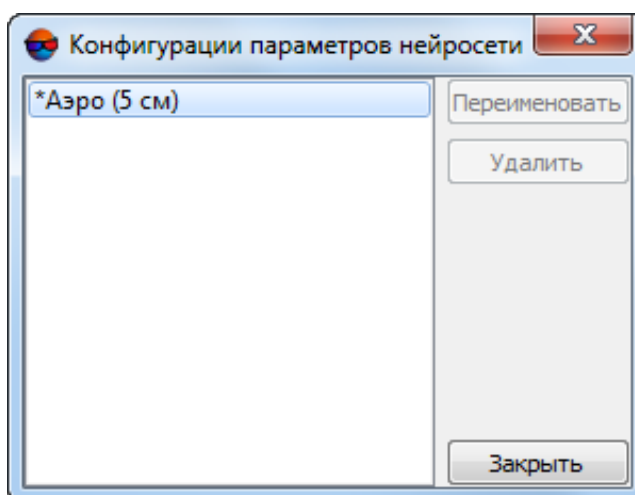 Конфигурации параметров нейросети
*Аэро (5 см)
Переименовать
Удалить
Закрыть